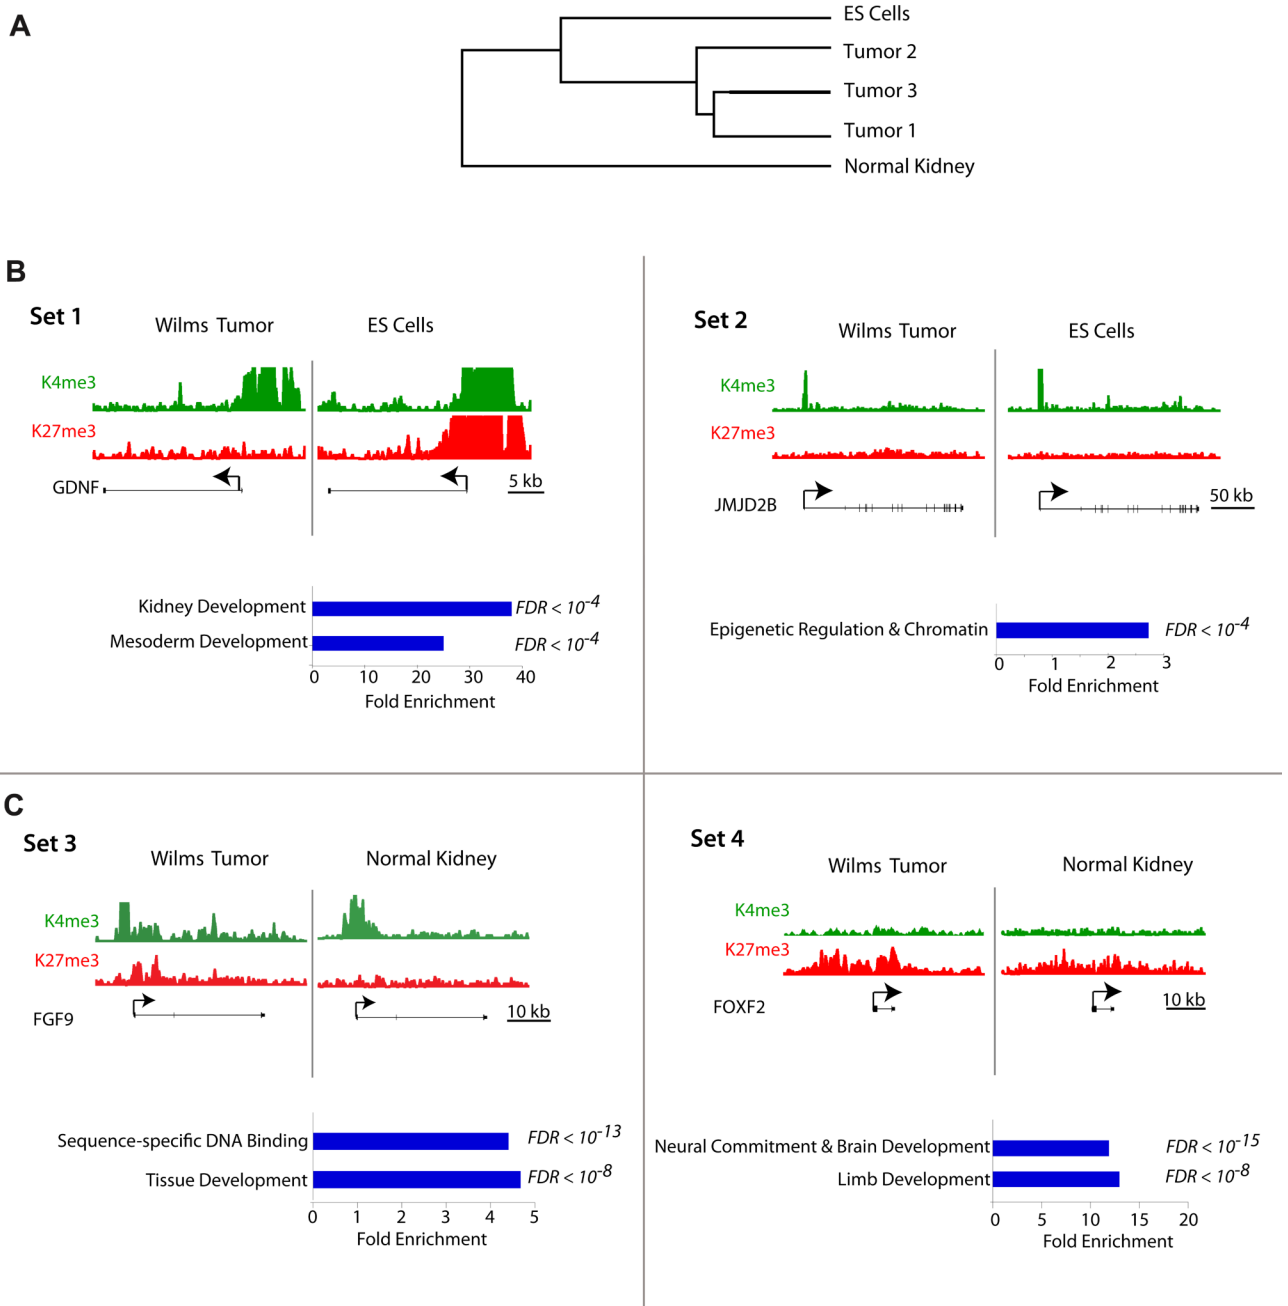 A
ES Cells
Tumor 2
Tumor 3
Tumor 1
Normal Kidney
B
Set 1
Wilms Tumor
ES Cells
K4me3
K27me3
GDNF
5 kb
Kidney Development
FDR < 10-4
Mesoderm Development
FDR < 10-4
0 10 20 30 40
Fold Enrichment
Set 2
Wilms Tumor
ES Cells
K4me3
K27me3
JMJD2B
50 kb
Epigenetic Regulation & Chromatin
FDR < 10-4
0 1 2 3
Fold Enrichment
C
Set 3
Wilms Tumor
Normal Kidney
K4me3
K27me3
FGF9
10 kb
Sequence-specific DNA Binding
FDR < 10-13
Tissue Development
FDR < 10-8
0 1 2 3 4 5
Fold Enrichment
Set 4
Wilms Tumor
Normal Kidney
K4me3
K27me3
FOXF2
10 kb
Neural Commitment & Brain Development
FDR < 10-15
Limb Development
FDR < 10-8
0 5 10 15 20
Fold Enrichment